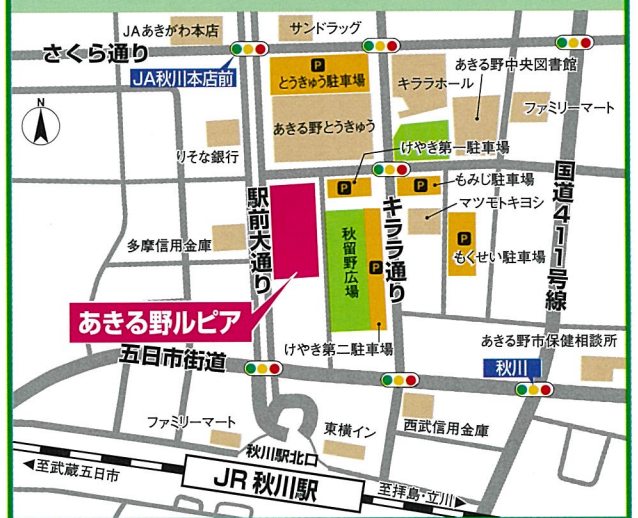 JAあきがわ本店
サンドラッグ
さくら通り
JA秋川本店前
P
とうきゅう駐車場
キララホール
あきる野中央図書館
ファミリーマート
N
あきる野とうきゅう
りそな銀行
けやき第一駐車場
P
P
もみじ駐車場
マツモトキヨシ
国道411号線
駅前大通り
キララ通り
秋留野広場
P
P
もくせい駐車場
多摩信用金庫
あきる野ルピア
けやき第二駐車場
あきる野市保健相談所
五日市街道
秋川
ファミリーマート
東横イン
西武信用金庫
秋川駅北口
JR 秋川駅
至武蔵五日市
至拝島・立川